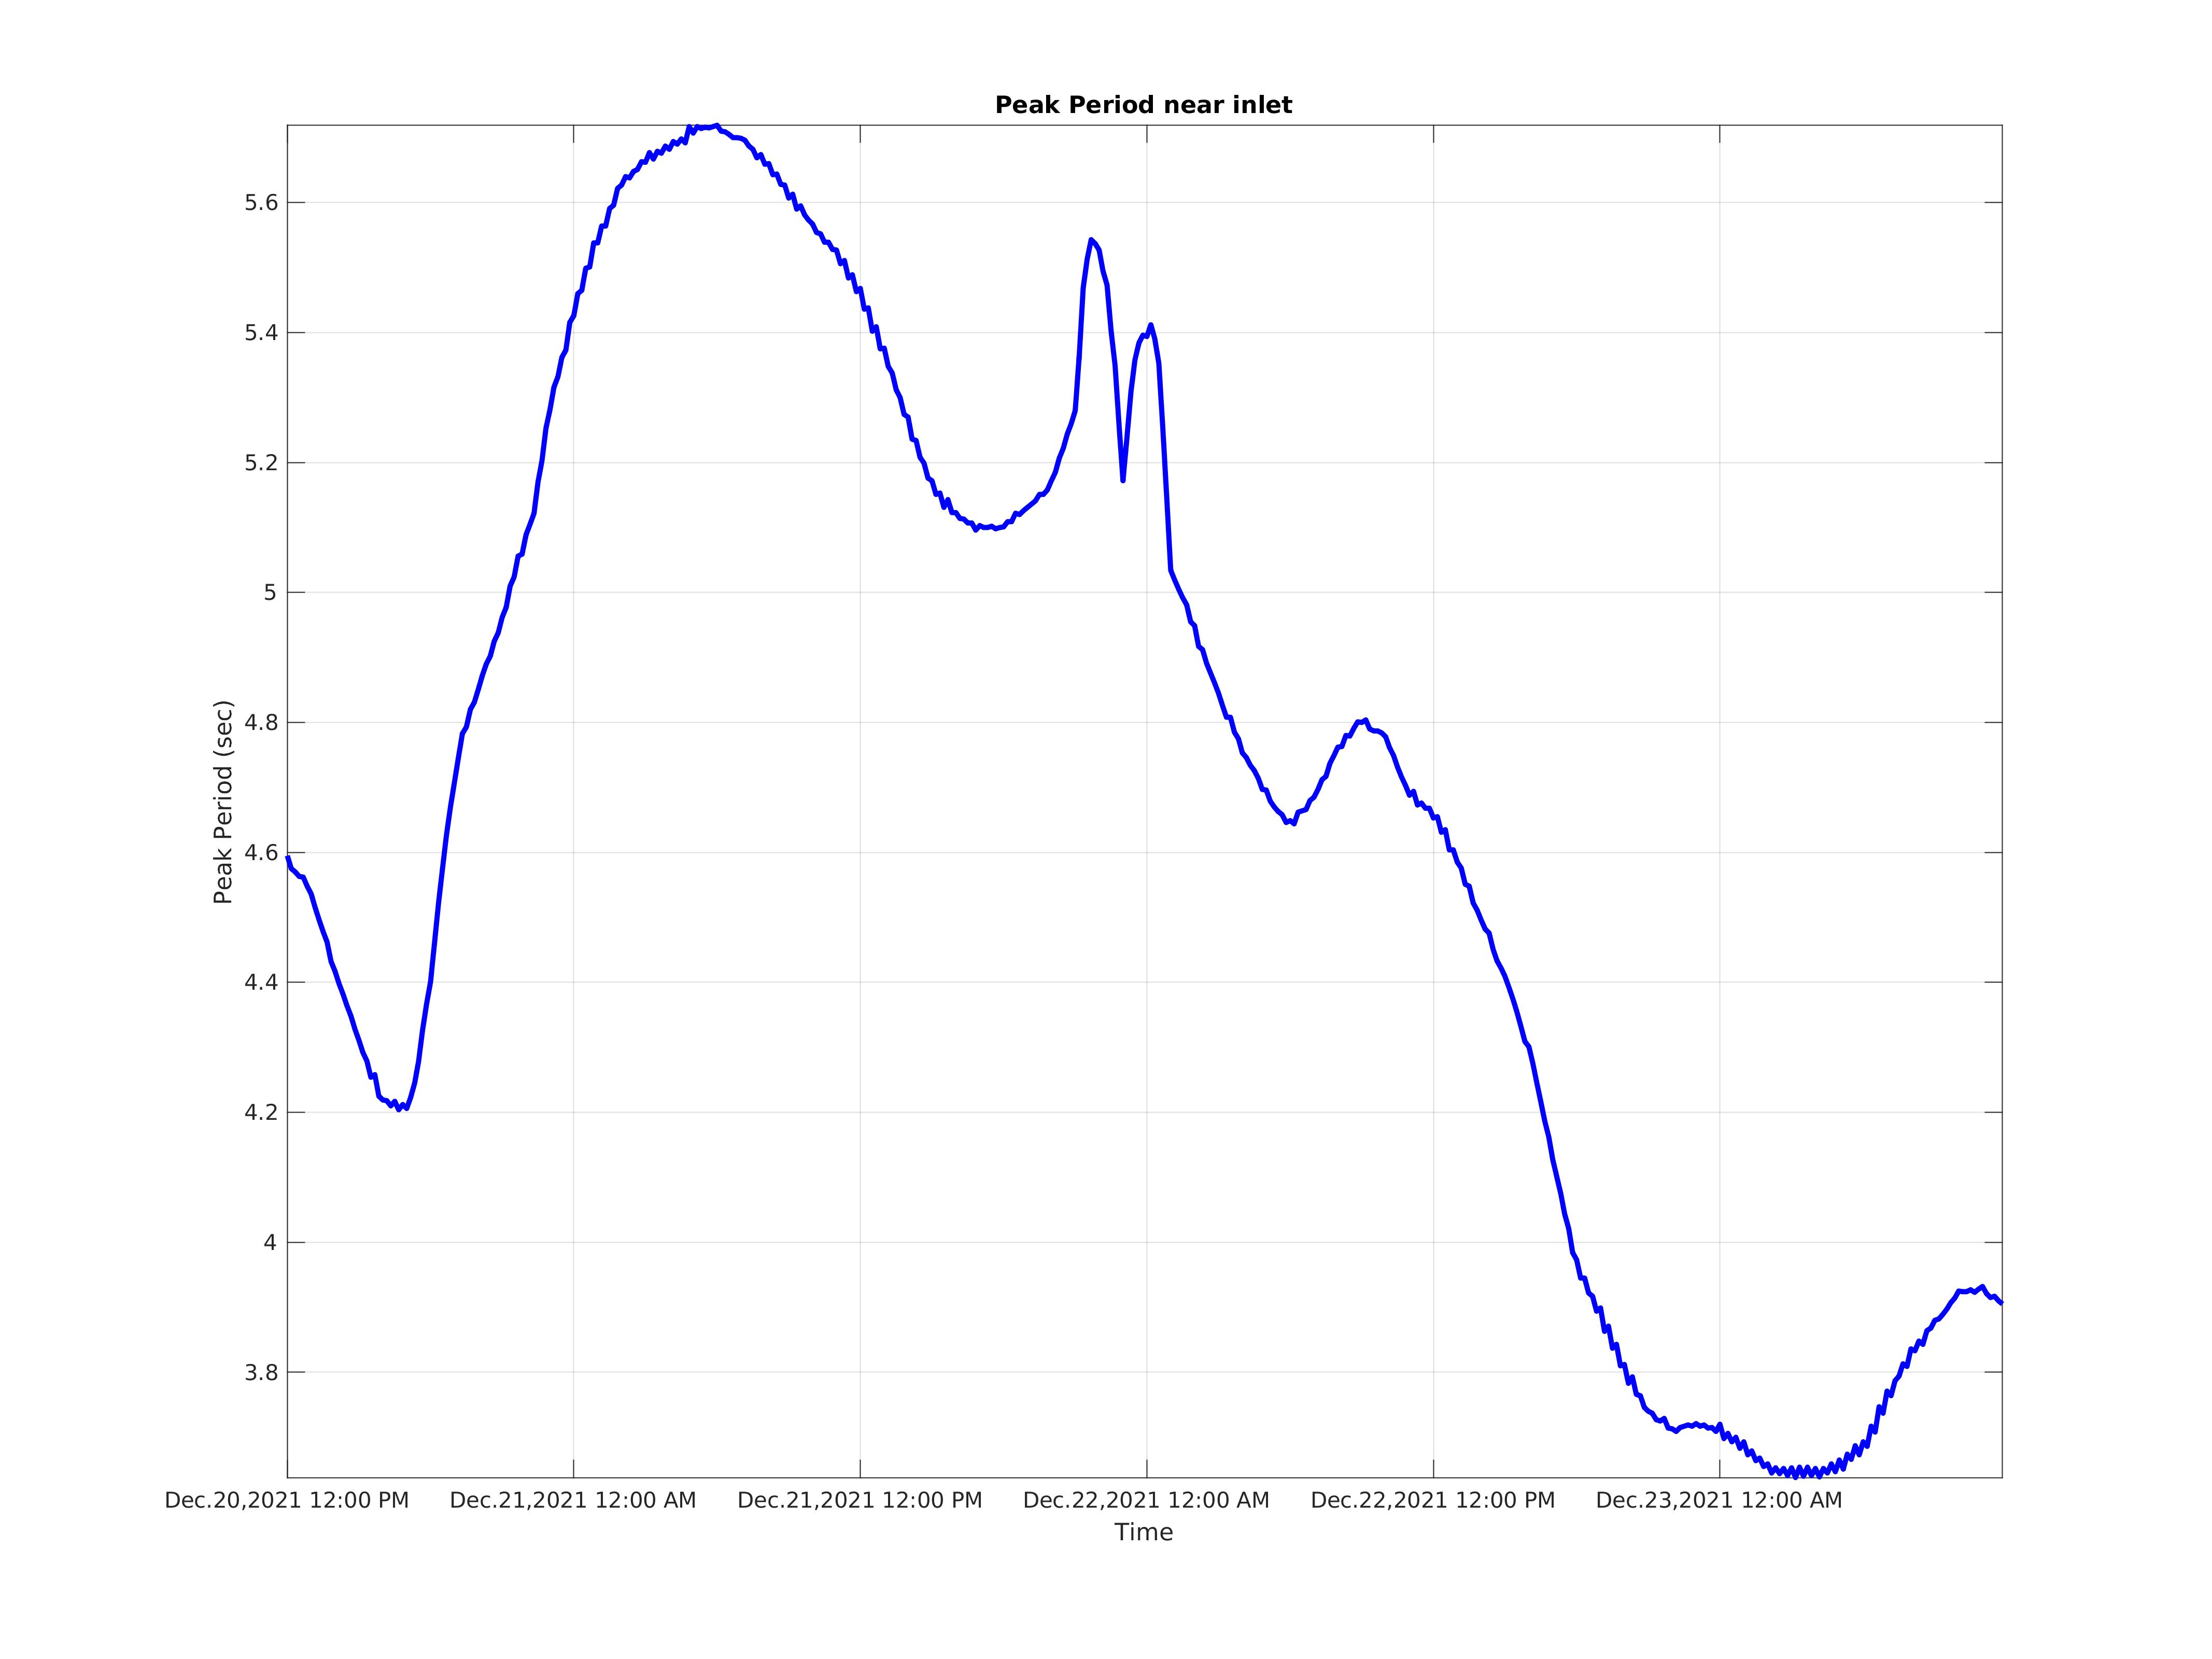 Peak Period near inlet
Peak Period (sec)
5.6
5.4
5.2
5
4.8
4.6
4.4
4.2
4
3.8
Dec.20,2021 12:00 PM
Dec.21,2021 12:00 AM
Dec.21,2021 12:00 PM
Dec.22,2021 12:00 AM
Dec.22,2021 12:00 PM
Dec.23,2021 12:00 AM
Time